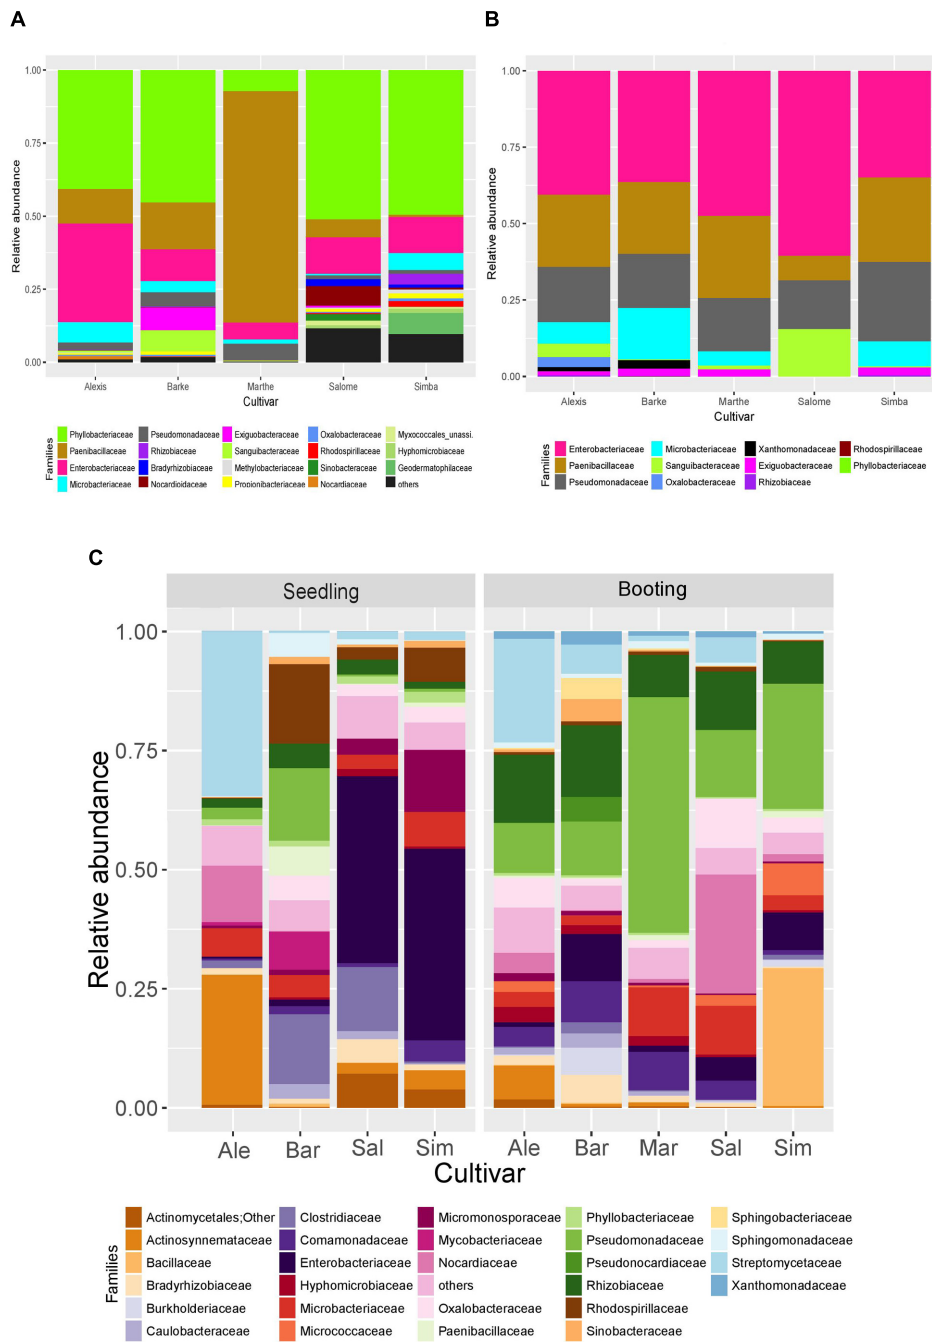 A
1.00
0.75
0.50
0.25
0.00
Relative abundance
Alexis Barke Marthe Salome Simba
Cultivar
Families
Phyllobacteriaceae Pseudomonadaceae Exiguobacteraceae Oxalobacteraceae Myxococcales_unassi.
Paenibacillaceae Rhizobiaceae Sanguibacteraceae Rhodospirillaceae Hyphomicrobiaceae
Enterobacteriaceae Bradyrhizobiaceae Methylobacteriaceae Sinobacteraceae Geodermatophilaceae
Microbacteriaceae Nocardioidaceae Propionibacteriaceae Nocardiaceae others
B
1.00
0.75
0.50
0.25
0.00
Relative abundance
Alexis Barke Marthe Salome Simba
Cultivar
Families
Enterobacteriaceae Microbacteriaceae Xanthomonadaceae Rhodospirillaceae
Paenibacillaceae Sanguibacteraceae Exiguobacteraceae Phyllobacteriaceae
Pseudomonadaceae Oxalobacteraceae Rhizobiaceae
C
Seedling Booting
1.00
0.75
0.50
0.25
0.00
Relative abundance
Ale Bar Sal Sim Ale Bar Mar Sal Sim
Cultivar
Families
Actinomycetales;Other Clostridiaceae Micromonosporaceae Phyllobacteriaceae Sphingobacteriaceae
Actinosynnemataceae Comamonadaceae Mycobacteriaceae Pseudomonadaceae Sphingomonadaceae
Bacillaceae Enterobacteriaceae Nocardiaceae Pseudonocardiaceae Streptomycetaceae
Bradyrhizobiaceae Hyphomicrobiaceae others Rhizobiaceae Xanthomonadaceae
Burkholderiaceae Microbacteriaceae Oxalobacteraceae Rhodospirillaceae
Caulobacteraceae Micrococcaceae Paenibacillaceae Sinobacteraceae